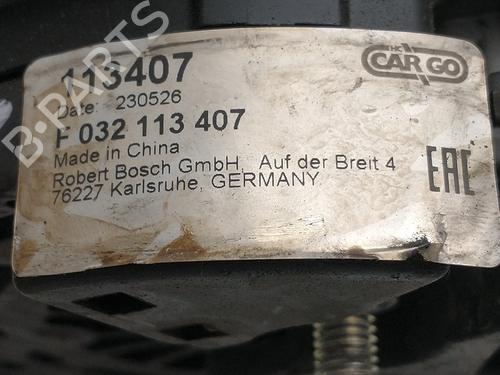 113407
HC
CARGO
Date: 230526
F 032 113 407
Made in China
Robert Bosch GmbH, Auf der Breit 4
76227 Karlsruhe, GERMANY
EAC
B-PARTS